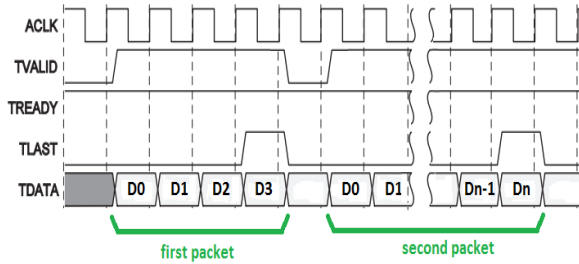 ACLK
TVALID
TREADY
TLAST
TDATA D0 D1 D2 D3 D0 D1 Dn-1 Dn
first packet second packet